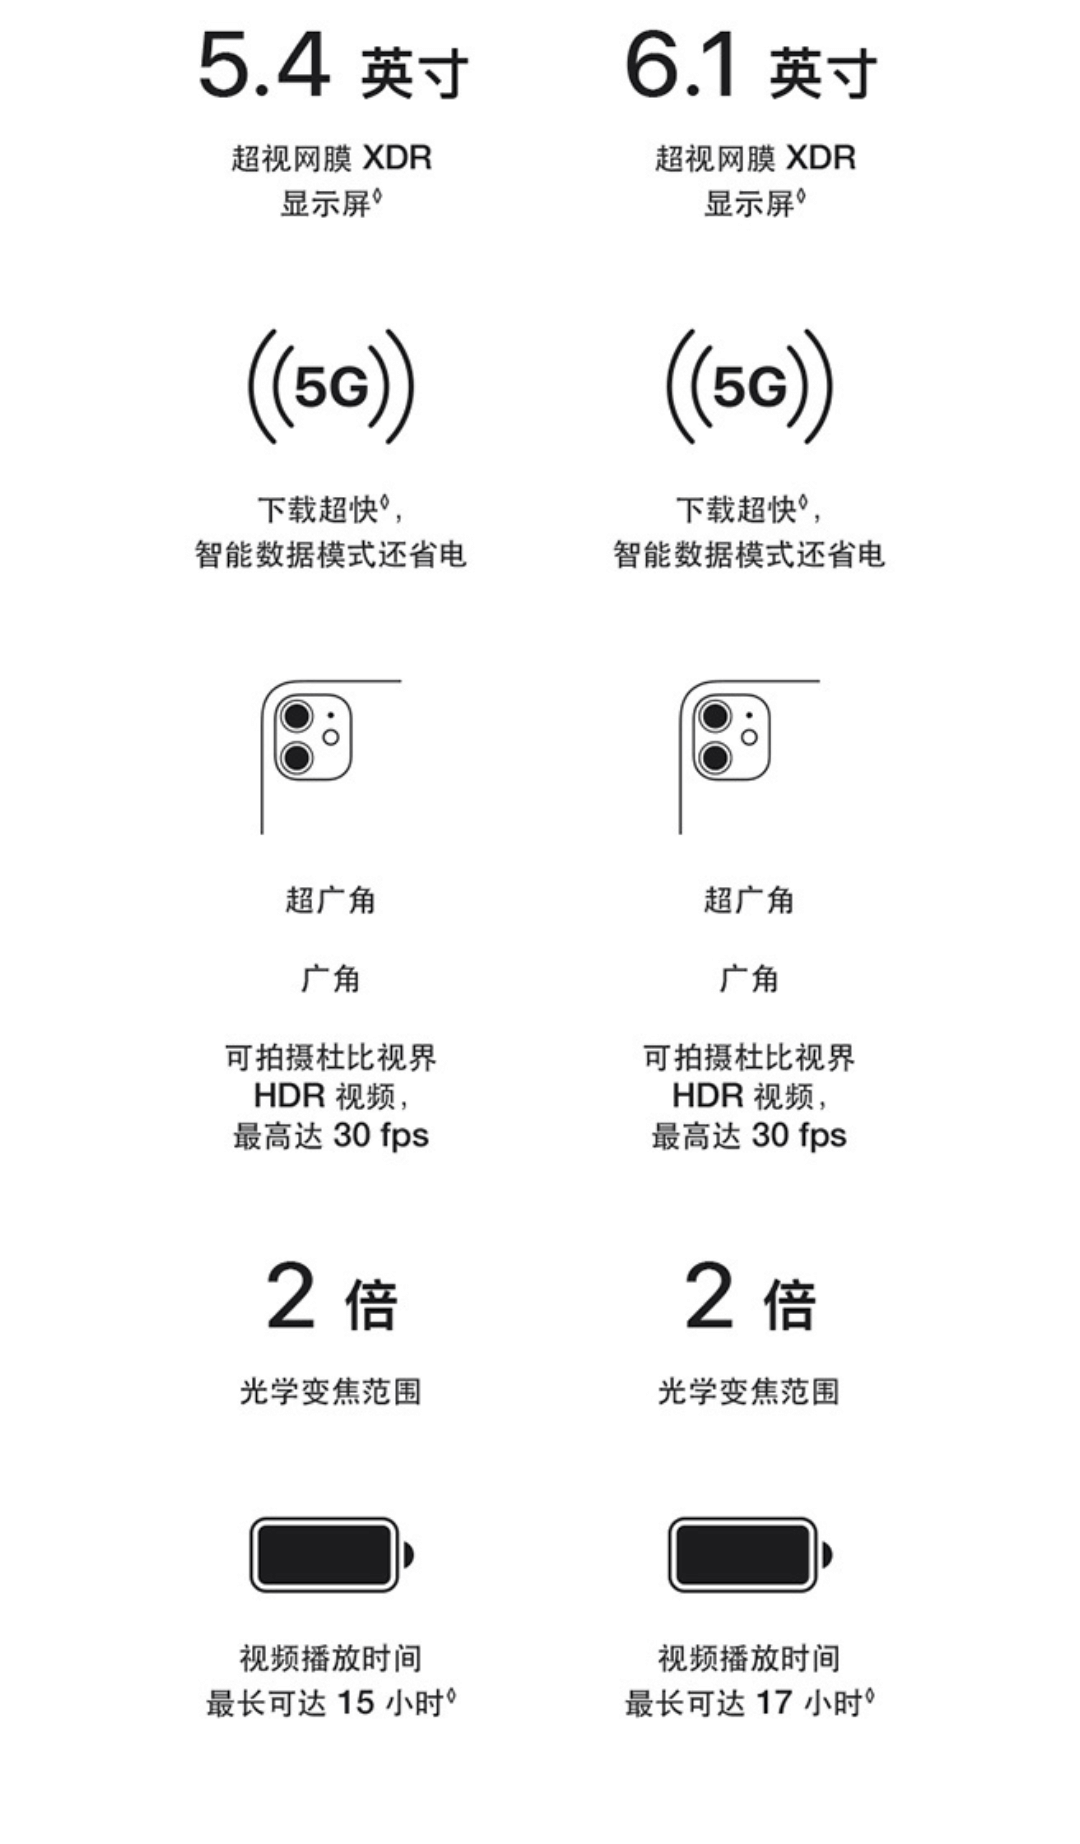 5.4 英寸
超视网膜 XDR
显示屏◊
6.1 英寸
超视网膜 XDR
显示屏◊
5G
下载超快◊，
智能数据模式还省电
5G
下载超快◊，
智能数据模式还省电
超广角
广角
可拍摄杜比视界
HDR 视频，
最高达 30 fps
超广角
广角
可拍摄杜比视界
HDR 视频，
最高达 30 fps
2 倍
光学变焦范围
2 倍
光学变焦范围
视频播放时间
最长可达 15 小时◊
视频播放时间
最长可达 17 小时◊